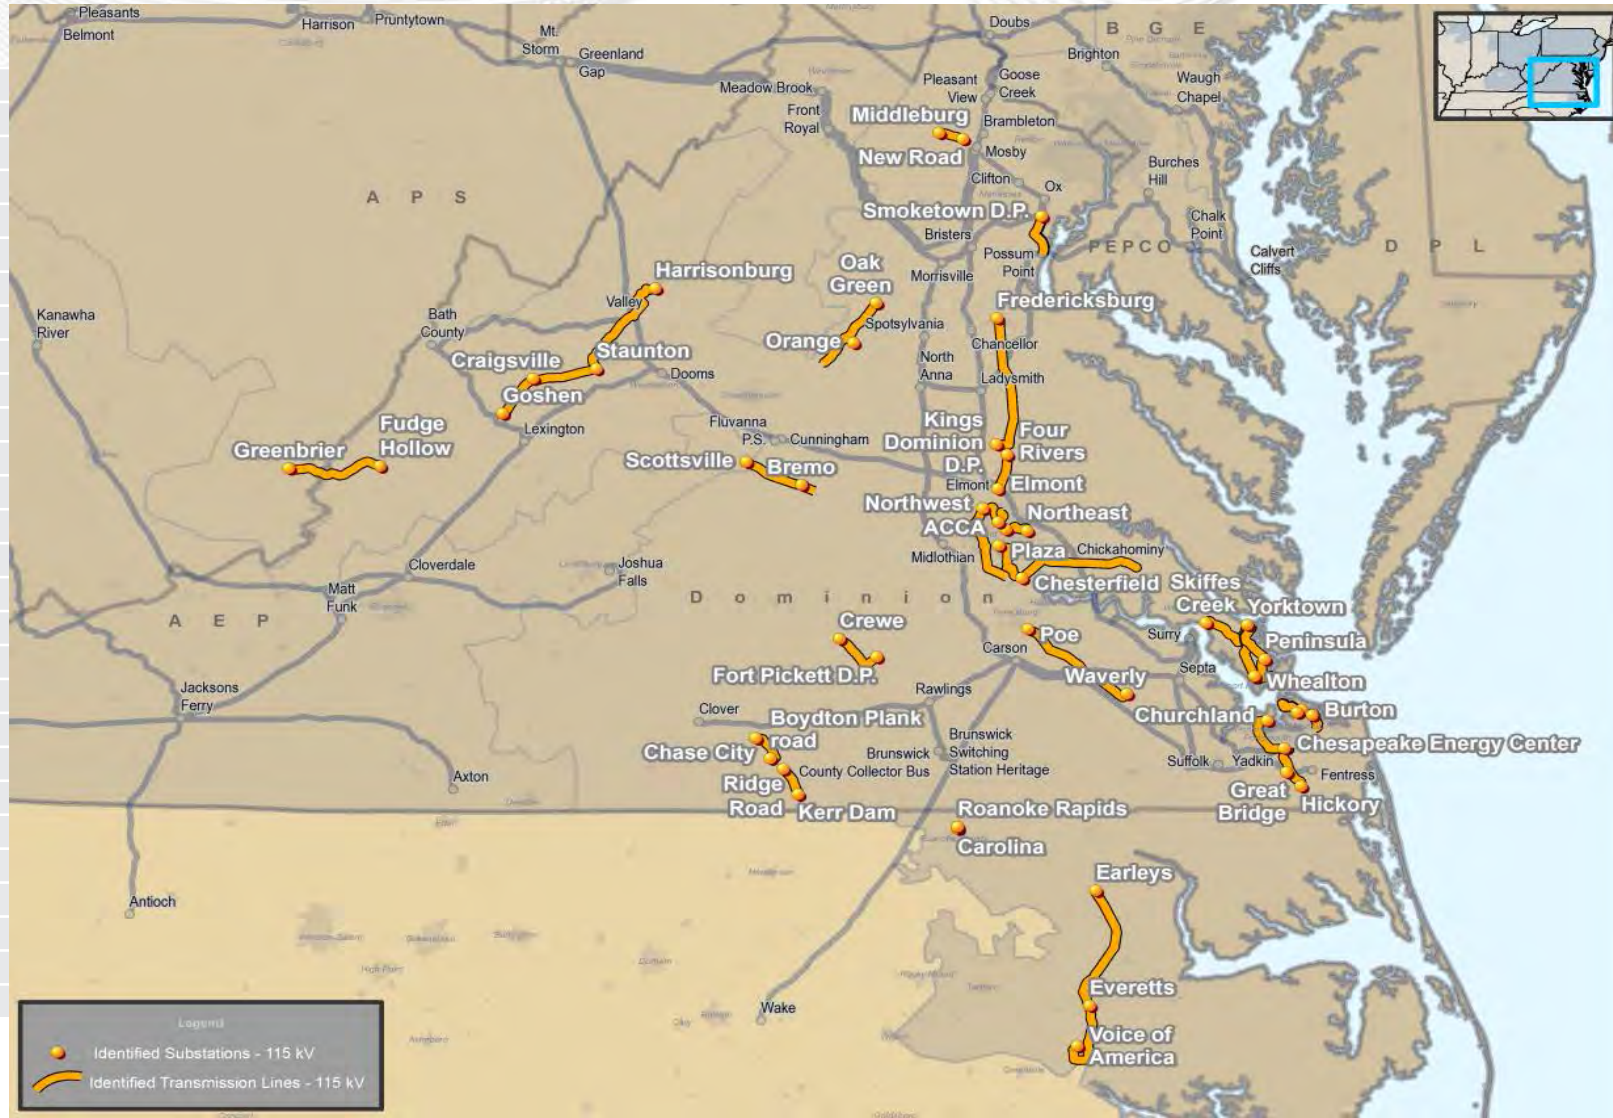 Pleasants
Belmont
Harrison
Pruntytown
Mt.
Storm
Greenland
Gap
Doubs
B G E
Brighton
Waugh
Chapel
Meadow Brook
Front
Royal
Pleasant
View
Goose
Creek
Middleburg
Brambleton
New Road
Mosby
Clifton
Burches
Hill
Ox
A P S
Smoketown D.P.
Bristers
Chalk
Point
PEPCO
D P L
Possum
Point
Calvert
Cliffs
Morrisville
Oak
Green
Harrisonburg
Valley
Fredericksburg
Kanawha
River
Bath
County
Spotsylvania
Orange
Chancellor
North
Anna
Ladysmith
Craigsville
Staunton
Dooms
Goshen
Lexington
Fluvanna
P.S.
Cunningham
Kings
Dominion
D.P.
Four
Rivers
Greenbrier
Fudge
Hollow
Scottsville
Bremo
Elmont
Elmont
Northwest
ACCA
Northeast
Midlothian
Plaza
Chickahominy
Cloverdale
Joshua
Falls
Chesterfield
Skiffes
Creek
Yorktown
Matt
Funk
D o m i n i o n
A E P
Crewe
Poe
Surry
Peninsula
Carson
Fort Pickett D.P.
Waverly
Septa
Whealton
Jacksons
Ferry
Rawlings
Clover
Boydton Plank
road
Churchland
Burton
Chase City
Brunswick
County Collector Bus
Brunswick
Switching
Station Heritage
Chesapeake Energy Center
Suffolk
Yadkin
Fentress
Axton
Ridge
Road
Kerr Dam
Great
Bridge
Hickory
Roanoke Rapids
Carolina
Earleys
Antioch
Everetts
Wake
Voice of
America
Legend
Identified Substations - 115 kV
Identified Transmission Lines - 115 kV